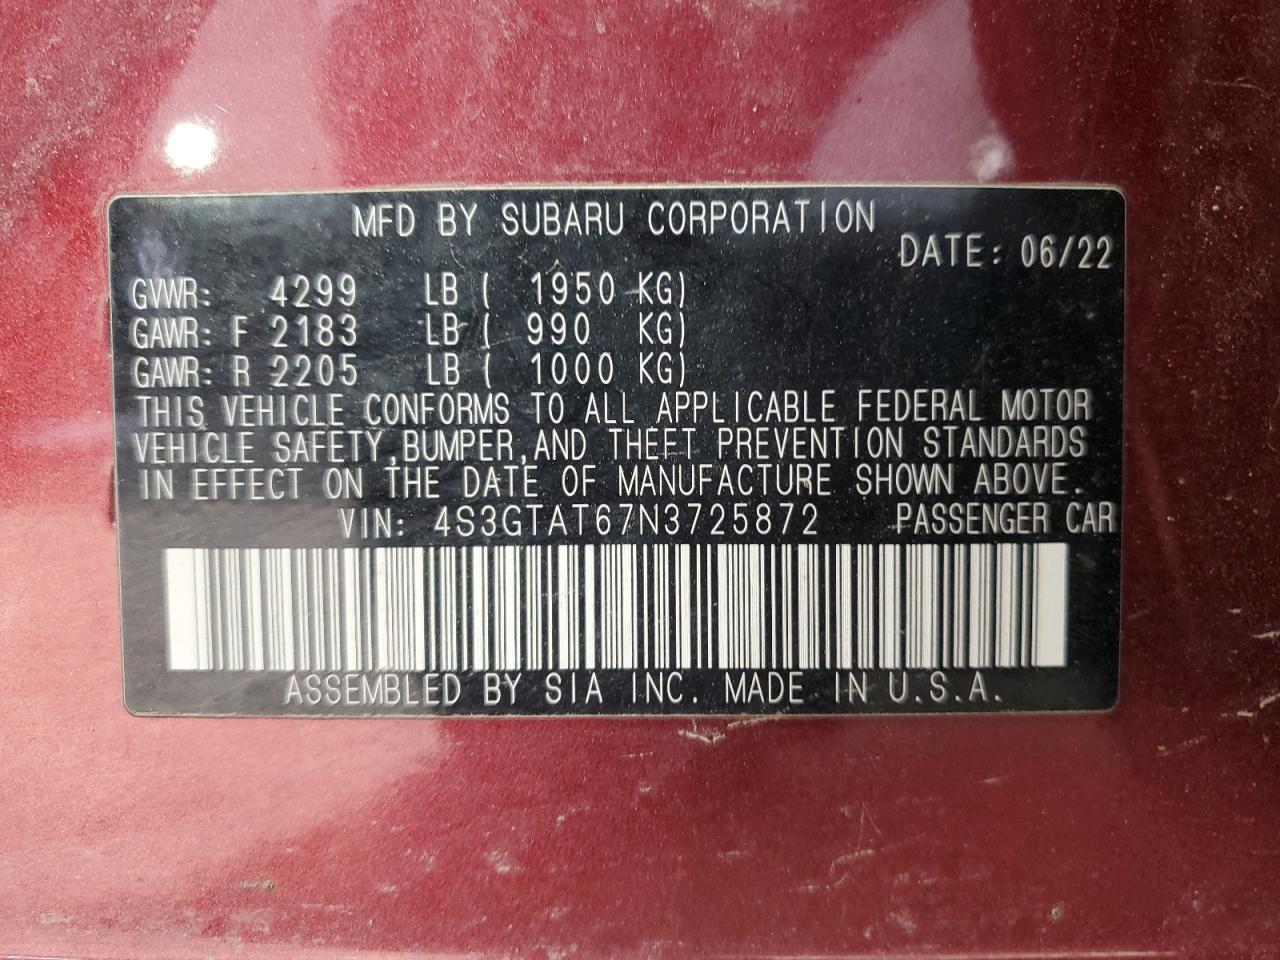 MFD BY SUBARU CORPORATION
DATE: 06/22
GVWR: 4299 LB ( 1950 KG)
GAWR: F 2183 LB ( 990 KG)
GAWR: R 2205 LB ( 1000 KG)
THIS VEHICLE CONFORMS TO ALL APPLICABLE FEDERAL MOTOR
VEHICLE SAFETY,BUMPER,AND THEFT PREVENTION STANDARDS
IN EFFECT ON THE DATE OF MANUFACTURE SHOWN ABOVE.
VIN: 4S3GTAT67N3725872 PASSENGER CAR
ASSEMBLED BY SIA INC. MADE IN U.S.A.